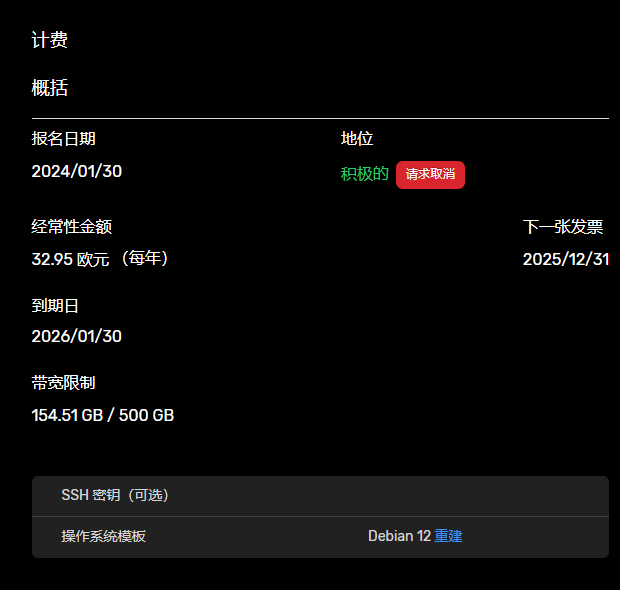 计费
概括
报名日期
地位
2024/01/30
积极的 请求取消
经常性金额
下一张发票
32.95 欧元 （每年）
2025/12/31
到期日
2026/01/30
带宽限制
154.51 GB / 500 GB
SSH 密钥（可选）
操作系统模板
Debian 12 重建